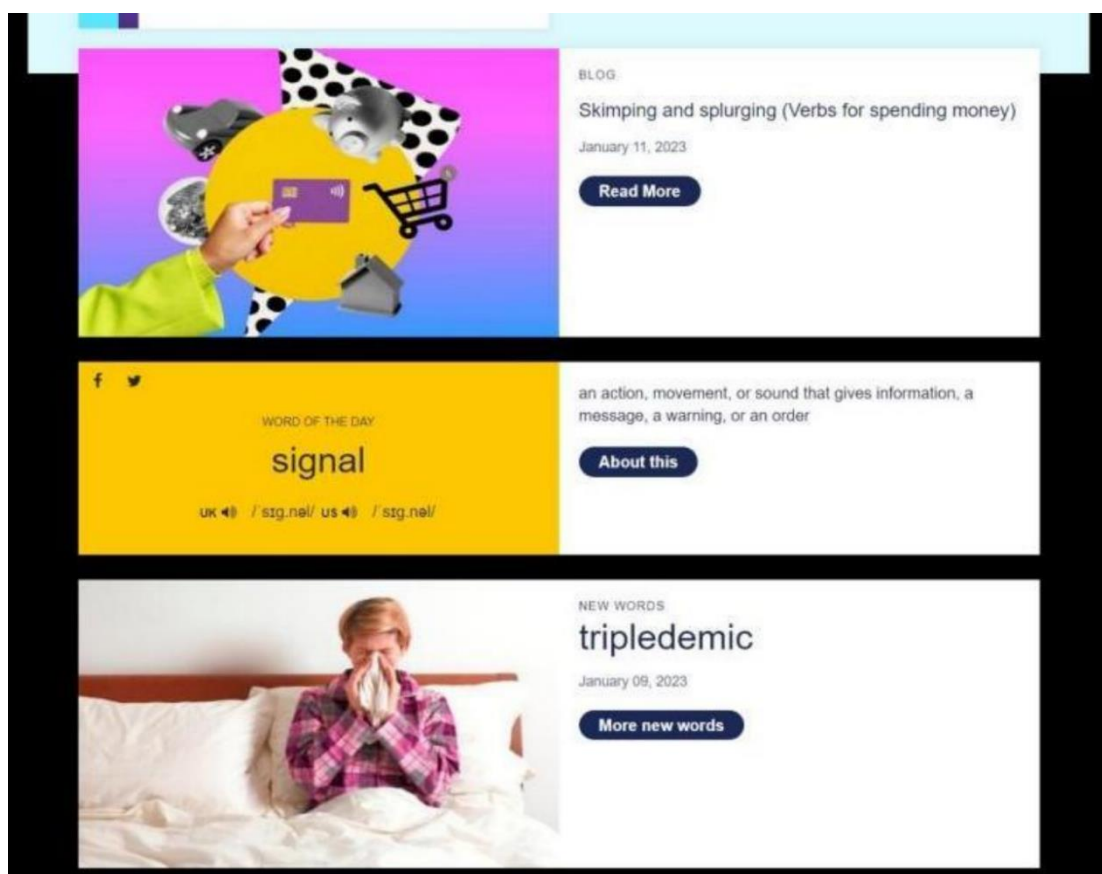 BLOG
Skimping and splurging (Verbs for spending money)
January 11, 2023
Read More
WORD OF THE DAY
signal
UK /ˈsɪɡ.nəl/ US /ˈsɪɡ.nəl/
an action, movement, or sound that gives information, a
message, a warning, or an order
About this
NEW WORDS
tripledemic
January 09, 2023
More new words